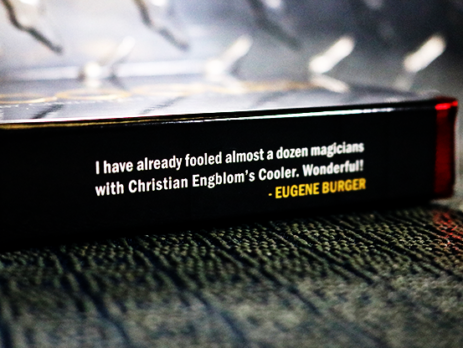 I have already fooled almost a dozen magicians
with Christian Engblom's Cooler. Wonderful!
- EUGENE BURGER